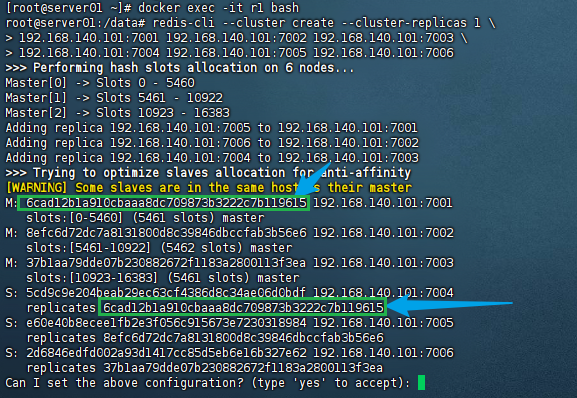 [root@server01 ~]# docker exec -it r1 bash
root@server01:/data# redis-cli --cluster create --cluster-replicas 1 \
> 192.168.140.101:7001 192.168.140.101:7002 192.168.140.101:7003 \
> 192.168.140.101:7004 192.168.140.101:7005 192.168.140.101:7006
>>> Performing hash slots allocation on 6 nodes...
Master[0] -> Slots 0 - 5460
Master[1] -> Slots 5461 - 10922
Master[2] -> Slots 10923 - 16383
Adding replica 192.168.140.101:7005 to 192.168.140.101:7001
Adding replica 192.168.140.101:7006 to 192.168.140.101:7002
Adding replica 192.168.140.101:7004 to 192.168.140.101:7003
>>> Trying to optimize slaves allocation for anti-affinity
[WARNING] Some slaves are in the same host as their master
M: 6cad12b1a910cbaaa8dc709873b3222c7b119615 192.168.140.101:7001
slots:[0-5460] (5461 slots) master
M: 8efc6d72dc7a8131800d8c39846dbccfab3b56e6 192.168.140.101:7002
slots:[5461-10922] (5462 slots) master
M: 37b1aa79dde07b230882672f1183a2800113f3ea 192.168.140.101:7003
slots:[10923-16383] (5461 slots) master
S: 5cd9c9e204beab29ec63cf4386d8c34ae06d0bdf 192.168.140.101:7004
replicates 6cad12b1a910cbaaa8dc709873b3222c7b119615
S: e60e40b8ecee1fb2e3f056c915673e7230318984 192.168.140.101:7005
replicates 8efc6d72dc7a8131800d8c39846dbccfab3b56e6
S: 2d6846edfd002a93d1417cc85d5eb6e16b327e62 192.168.140.101:7006
replicates 37b1aa79dde07b230882672f1183a2800113f3ea
Can I set the above configuration? (type 'yes' to accept):